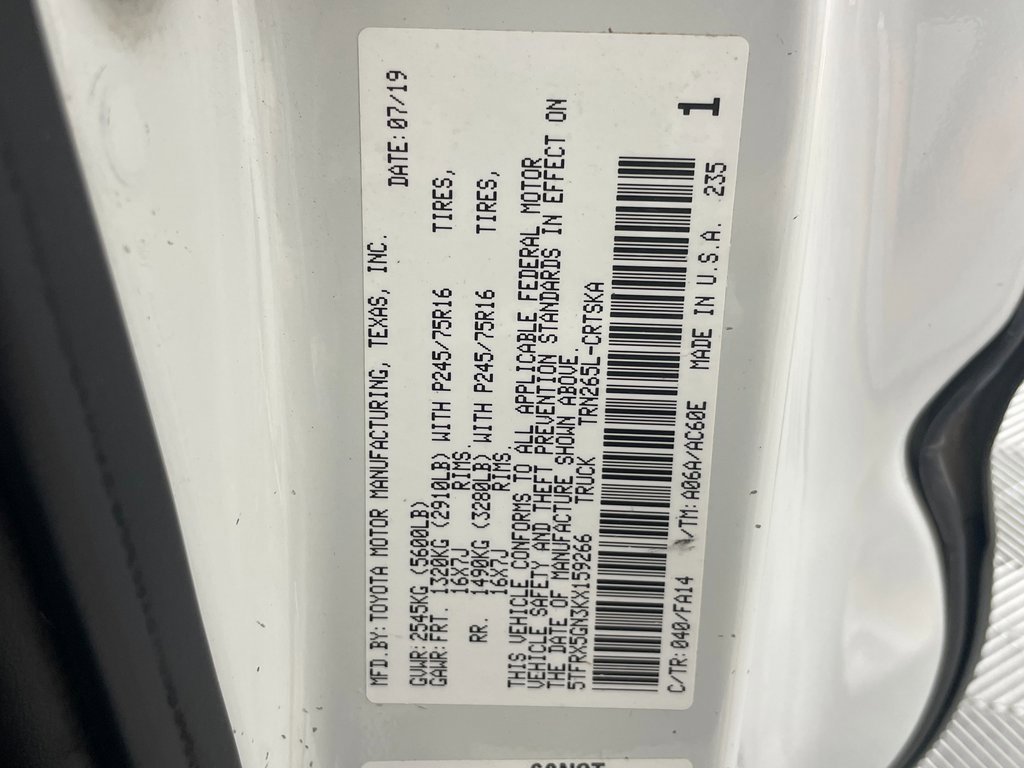 MFD.BY:TOYOTA MOTOR MANUFACTURING, TEXAS, INC.
DATE:07/19
GVWR:2545KG (5600LB)
GAWR:FRT. 1320KG (2910LB) WITH P245/75R16 TIRES,
16X7J RIMS.
RR. 1490KG (3280LB) WITH P245/75R16 TIRES,
16X7J RIMS.
THIS VEHICLE CONFORMS TO ALL APPLICABLE FEDERAL MOTOR
VEHICLE SAFETY AND THEFT PREVENTION STANDARDS IN EFFECT ON
THE DATE OF MANUFACTURE SHOWN ABOVE.
5TFRX5GN3KX159266 TRUCK TRN265L-CRTSKA
1
C/TR:040/FA14 /TM:A06A/AC60E MADE IN U.S.A. 235